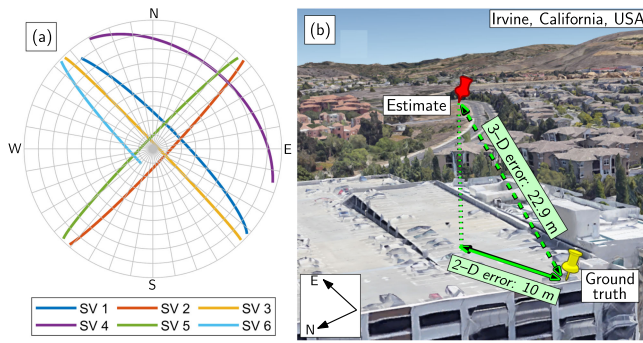 (a)
N
W
E
S
SV 1
SV 2
SV 3
SV 4
SV 5
SV 6
(b)
Irvine, California, USA
Estimate
3-D error: 22.9 m
2-D error: 10 m
Ground
truth
E
N